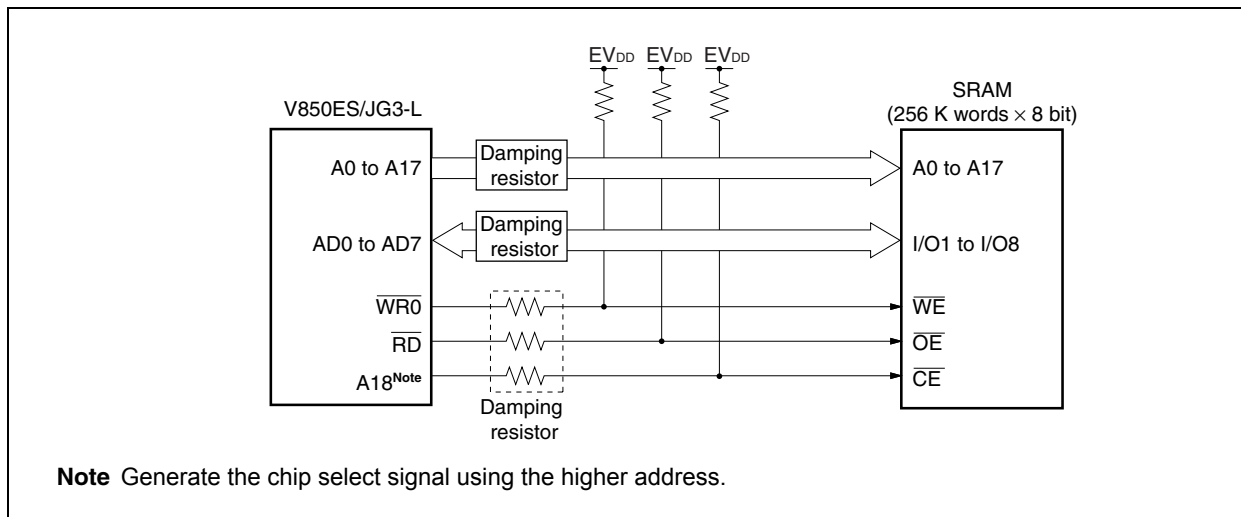 EVDD EVDD EVDD
V850ES/JG3-L
SRAM
(256 K words × 8 bit)
A0 to A17
Damping
resistor
A0 to A17
AD0 to AD7
Damping
resistor
I/O1 to I/O8
WR0
WE
RD
OE
A18Note
CE
Damping
resistor
Note Generate the chip select signal using the higher address.